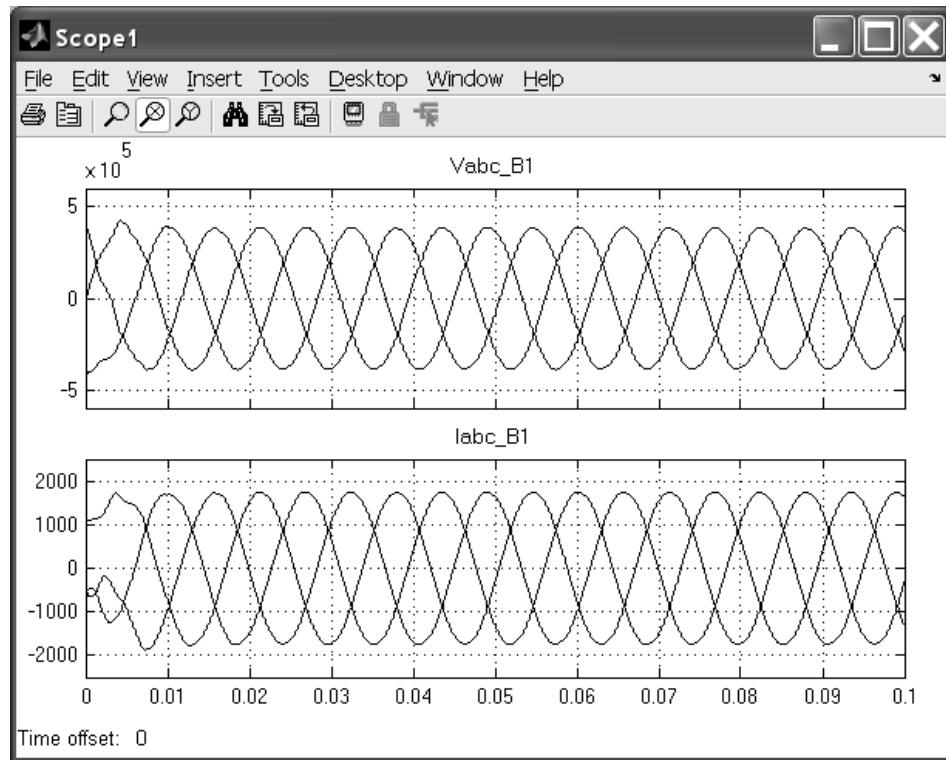 Scope1
File Edit View Insert Tools Desktop Window Help
x 10^5
Vabc_B1
5
0
-5
Iabc_B1
2000
1000
0
-1000
-2000
0 0.01 0.02 0.03 0.04 0.05 0.06 0.07 0.08 0.09 0.1
Time offset: 0